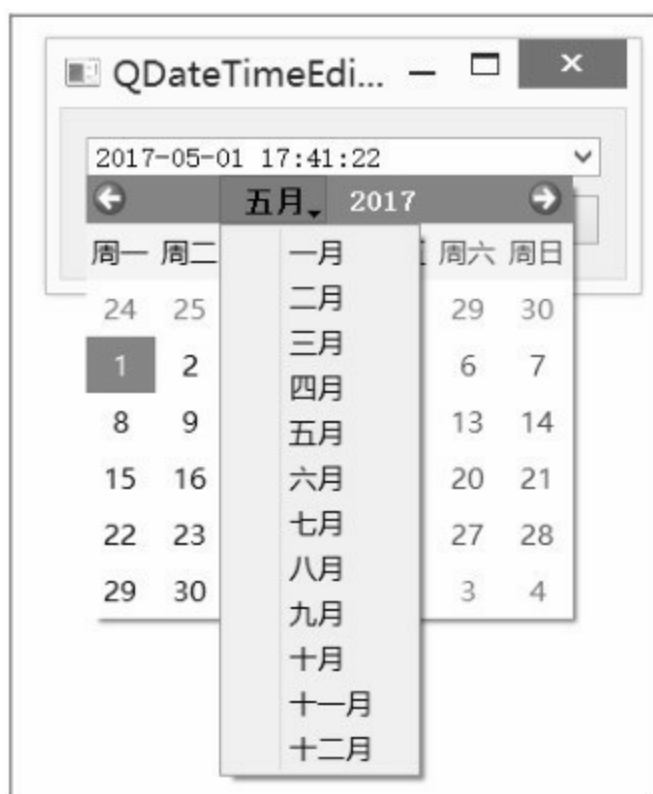 QDateTimeEdi...
2017-05-01 17:41:22
五月 2017
周一 周二 周六 周日
一月
24 25 29 30
二月
三月
1 2 6 7
四月
8 9 13 14
五月
15 16 20 21
六月
七月
22 23 27 28
八月
29 30 3 4
九月
十月
十一月
十二月